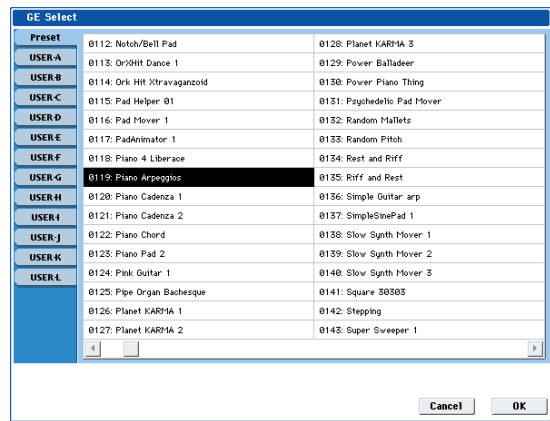 GE Select
Preset
USER-A
USER-B
USER-C
USER-D
USER-E
USER-F
USER-G
USER-H
USER-I
USER-J
USER-K
USER-L
0112: Notch/Bell Pad
0113: OrXHit Dance 1
0114: Ork Hit Xtravaganzoid
0115: Pad Helper 01
0116: Pad Mover 1
0117: PadAnimator 1
0118: Piano 4 Liberace
0119: Piano Arpeggios
0120: Piano Cadenza 1
0121: Piano Cadenza 2
0122: Piano Chord
0123: Piano Pad 2
0124: Pink Guitar 1
0125: Pipe Organ Bachesque
0126: Planet KARMA 1
0127: Planet KARMA 2
0128: Planet KARMA 3
0129: Power Balladeer
0130: Power Piano Thing
0131: Psychedelic Pad Mover
0132: Random Mallets
0133: Random Pitch
0134: Rest and Riff
0135: Riff and Rest
0136: Simple Guitar arp
0137: SimpleSinePad 1
0138: Slow Synth Mover 1
0139: Slow Synth Mover 2
0140: Slow Synth Mover 3
0141: Square 30303
0142: Stepping
0143: Super Sweeper 1
Cancel
OK